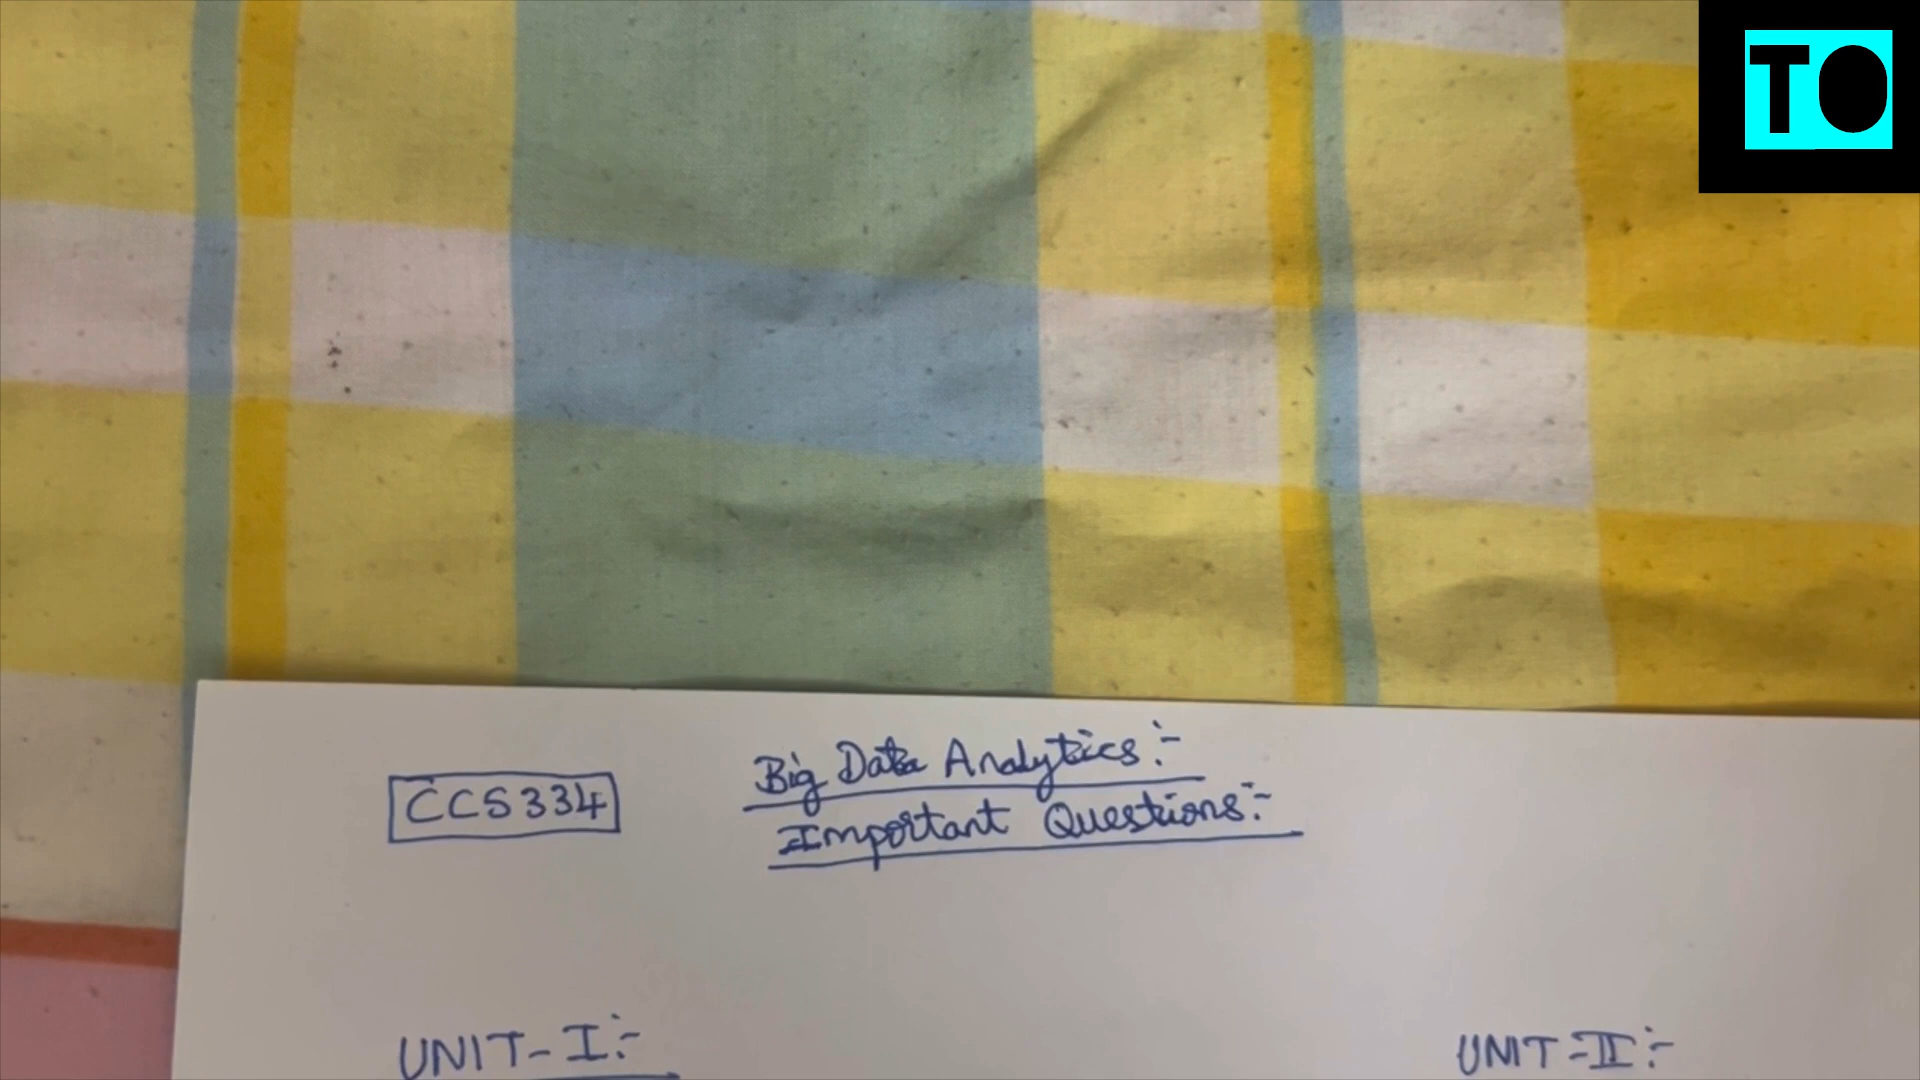 TO
CCS334
Big Data Analytics:-
Important Questions:-
UNIT-I:-
UNIT-II:-